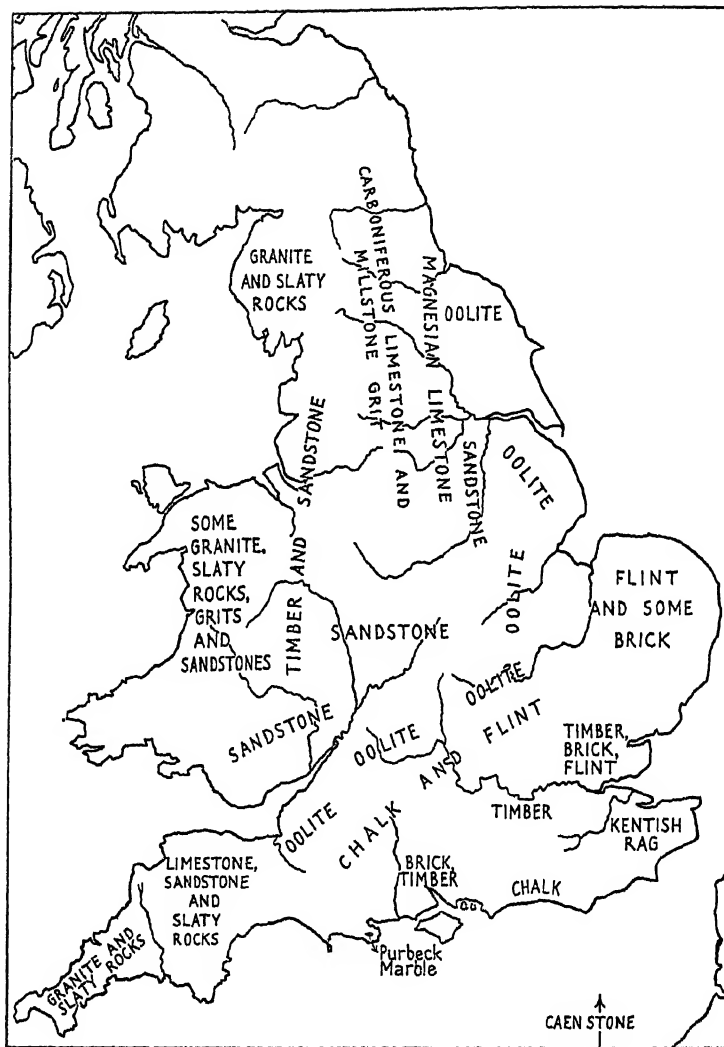 CARBONIFEROUS LIMESTONE AND
MILLSTONE GRIT
MAGNESIAN LIMESTONE
GRANITE
AND SLATY
ROCKS
OOLITE
TIMBER AND SANDSTONE
SANDSTONE
OOLITE
SOME
GRANITE,
SLATY
ROCKS,
GRITS
AND
SANDSTONES
OOLITE
FLINT
AND SOME
BRICK
SANDSTONE
OOLITE
SANDSTONE
OOLITE
CHALK AND FLINT
TIMBER,
BRICK,
FLINT
OOLITE
TIMBER
KENTISH
RAG
LIMESTONE,
SANDSTONE
AND
SLATY
ROCKS
BRICK,
TIMBER
CHALK
GRANITE AND
SLATY ROCKS
Purbeck
Marble
CAEN STONE